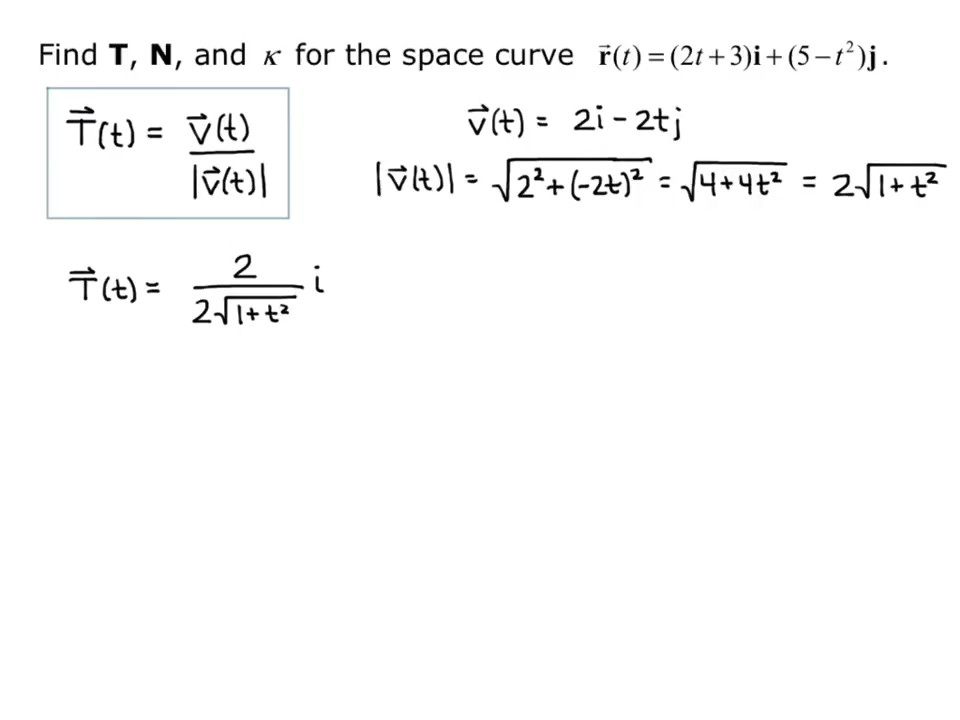 Find T, N, and κ for the space curve r⃗(t) = (2t + 3)i + (5 – t²)j.
T⃗(t) = v⃗(t) / |v⃗(t)|
v⃗(t) = 2i - 2tj
|v⃗(t)| = √(2² + (-2t)²) = √(4 + 4t²) = 2√(1 + t²)
T⃗(t) = 2 / 2√(1 + t²) i